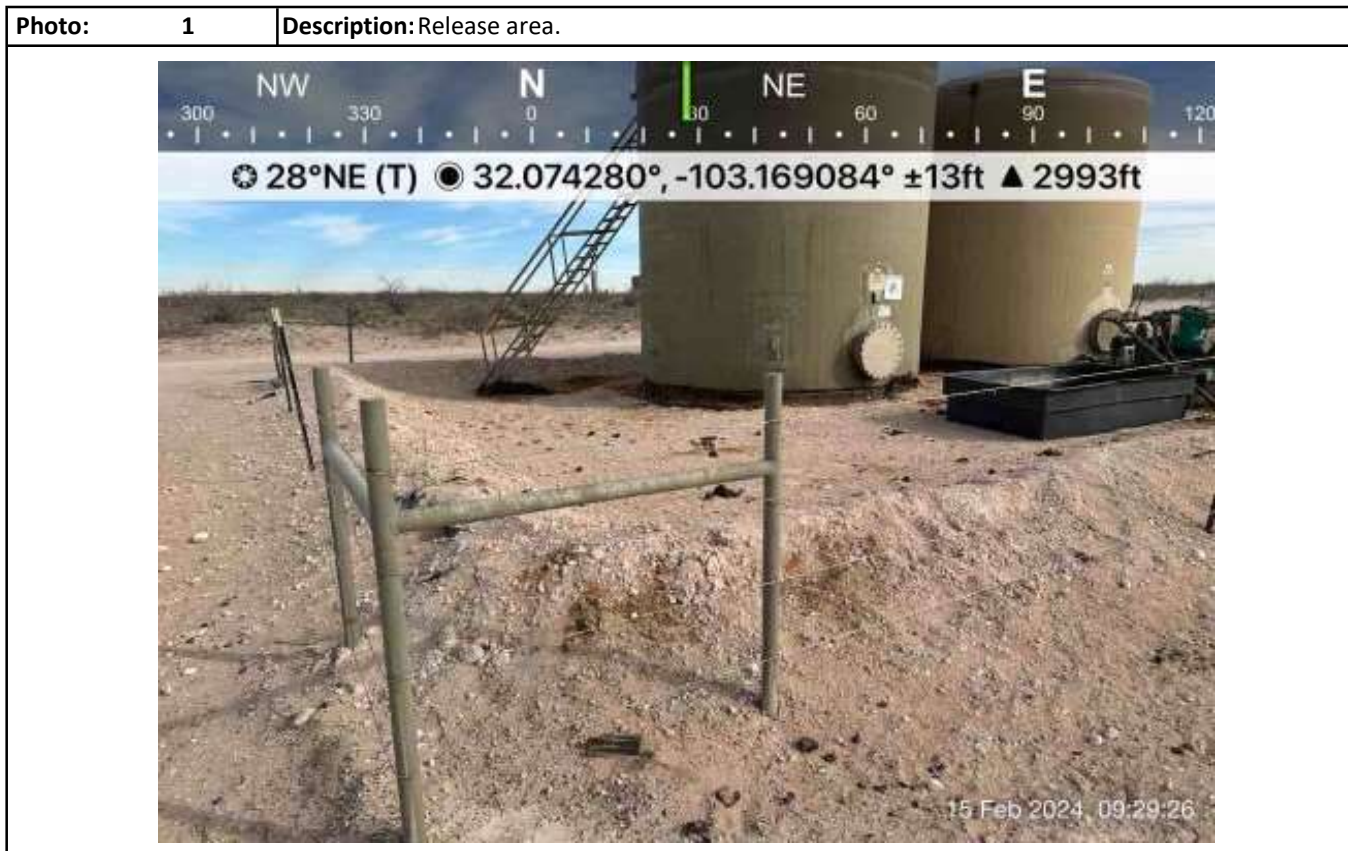 Photo: 1 Description: Release area.
NW N NE E
300 330 0 30 60 90 120
28°NE (T) 32.074280°, -103.169084° ±13ft ▲ 2993ft
15 Feb 2024, 09:29:26